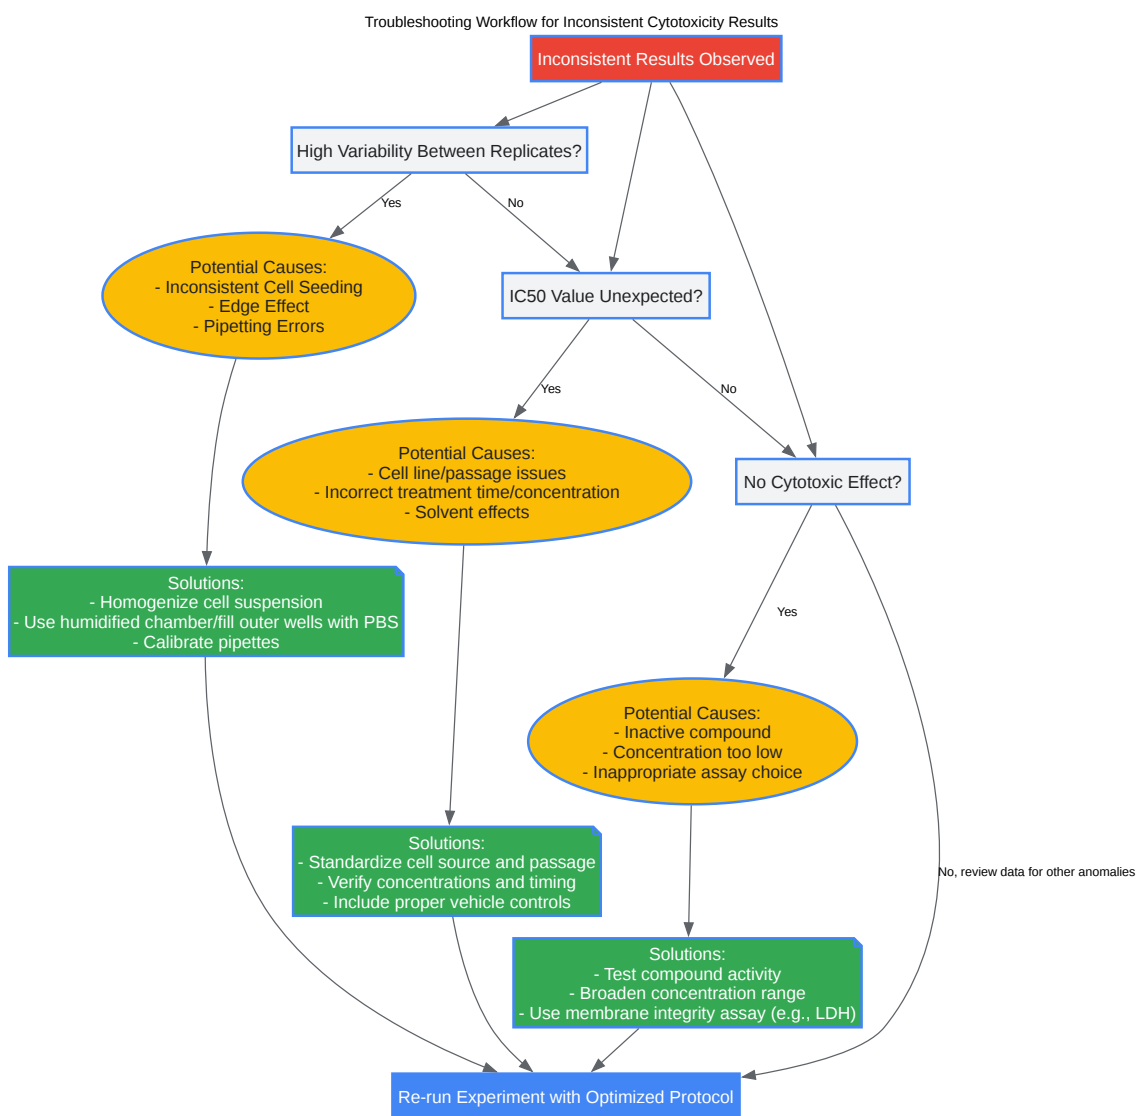 Troubleshooting Workflow for Inconsistent Cytotoxicity Results
Inconsistent Results Observed
High Variability Between Replicates?
Yes
No
Potential Causes:
- Inconsistent Cell Seeding
- Edge Effect
- Pipetting Errors
IC50 Value Unexpected?
Yes
No
Potential Causes:
- Cell line/passage issues
- Incorrect treatment time/concentration
- Solvent effects
No Cytotoxic Effect?
Solutions:
- Homogenize cell suspension
- Use humidified chamber/fill outer wells with PBS
- Calibrate pipettes
Yes
Potential Causes:
- Inactive compound
- Concentration too low
- Inappropriate assay choice
Solutions:
- Standardize cell source and passage
- Verify concentrations and timing
- Include proper vehicle controls
No, review data for other anomalies
Solutions:
- Test compound activity
- Broaden concentration range
- Use membrane integrity assay (e.g., LDH)
Re-run Experiment with Optimized Protocol